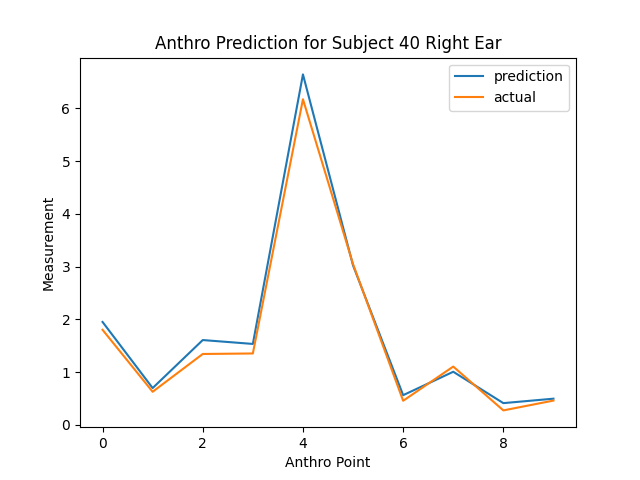 Anthro Prediction for Subject 40 Right Ear
prediction
actual
Measurement
6
5
4
3
2
1
0
0 2 4 6 8
Anthro Point